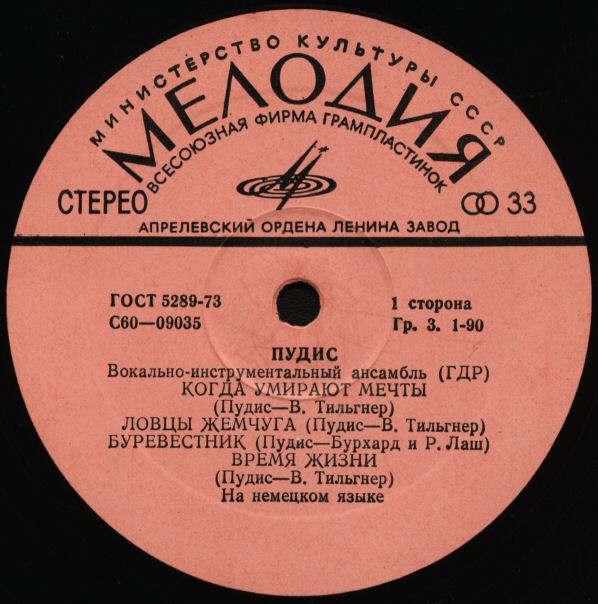 МИНИСТЕРСТВО КУЛЬТУРЫ СССР
МЕЛОДИЯ
ВСЕСОЮЗНАЯ ФИРМА ГРАМПЛАСТИНОК
СТЕРЕО
33
АПРЕЛЕВСКИЙ ОРДЕНА ЛЕНИНА ЗАВОД
ГОСТ 5289-73
1 сторона
С60—09035
Гр. 3. 1-90
ПУДИС
Вокально-инструментальный ансамбль (ГДР)
КОГДА УМИРАЮТ МЕЧТЫ
(Пудис—В. Тильгнер)
ЛОВЦЫ ЖЕМЧУГА (Пудис—В. Тильгнер)
БУРЕВЕСТНИК (Пудис—Бурхард и Р. Лаш)
ВРЕМЯ ЖИЗНИ
(Пудис—В. Тильгнер)
На немецком языке